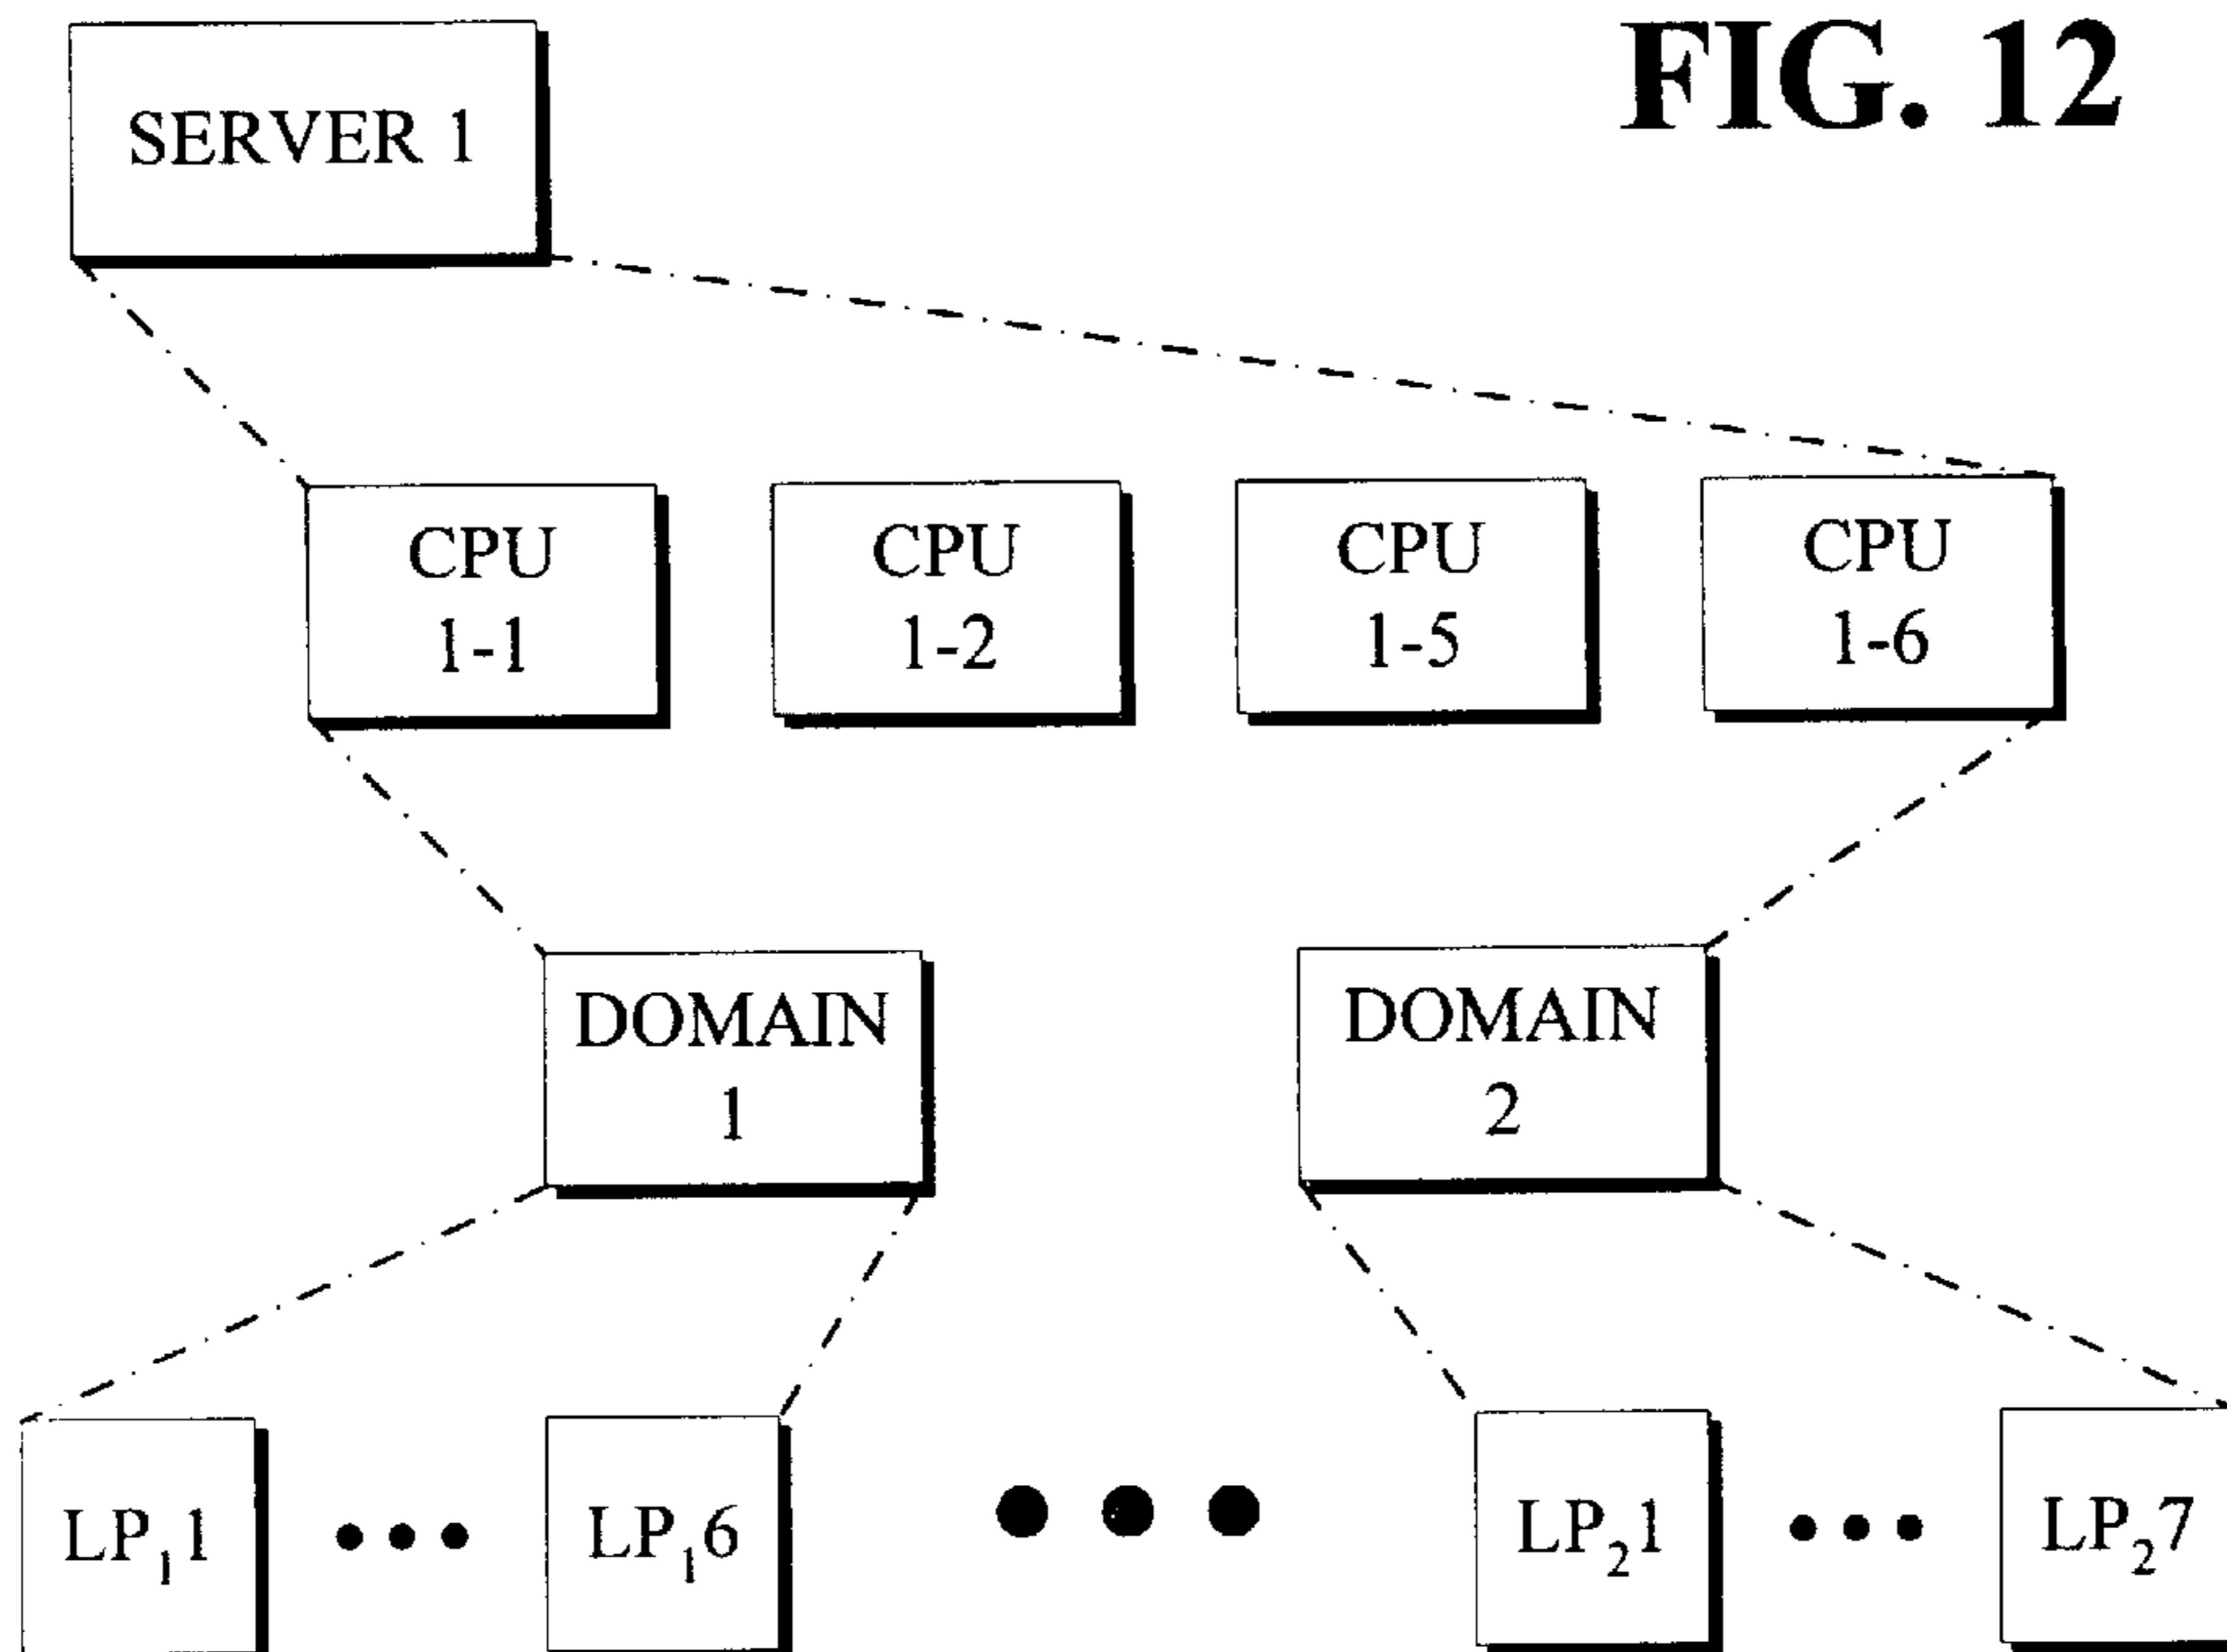 FIG. 12
SERVER 1
CPU
1-1
CPU
1-2
CPU
1-5
CPU
1-6
DOMAIN
1
DOMAIN
2
LP₁1
LP₁6
LP₂1
LP₂7